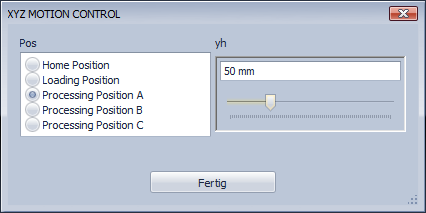 XYZ MOTION CONTROL
Pos
Home Position
Loading Position
Processing Position A
Processing Position B
Processing Position C
yh
50 mm
Fertig